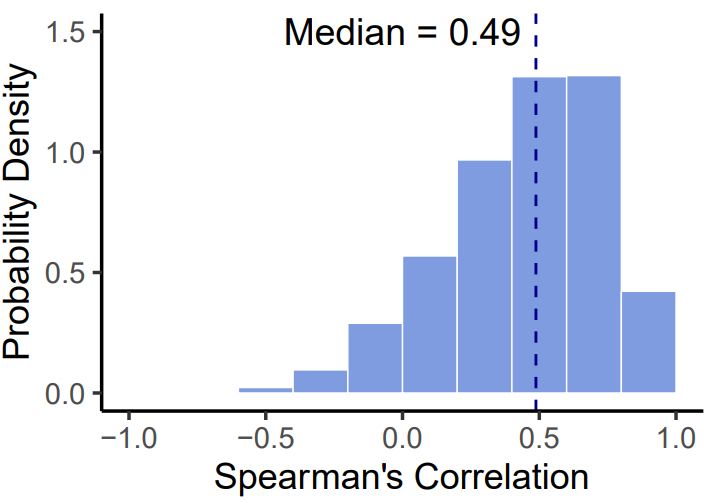 Median = 0.49
Probability Density
1.5
1.0
0.5
0.0
−1.0 −0.5 0.0 0.5 1.0
Spearman's Correlation